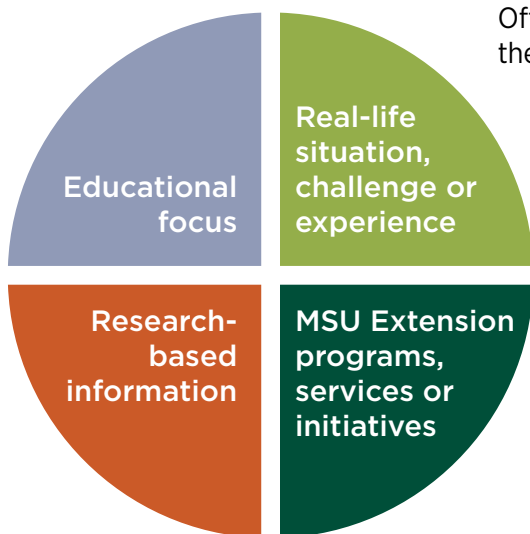 Educational
focus
Real-life
situation,
challenge or
experience
Research-
based
information
MSU Extension
programs,
services or
initiatives